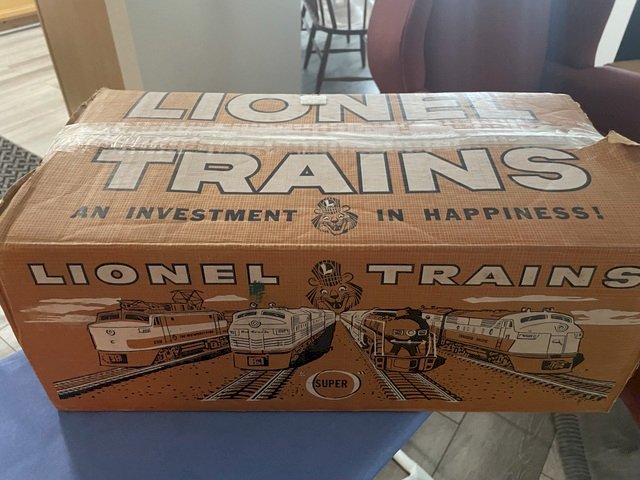 LIONEL
TRAINS
AN INVESTMENT IN HAPPINESS!
LIONEL TRAINS
SUPER O